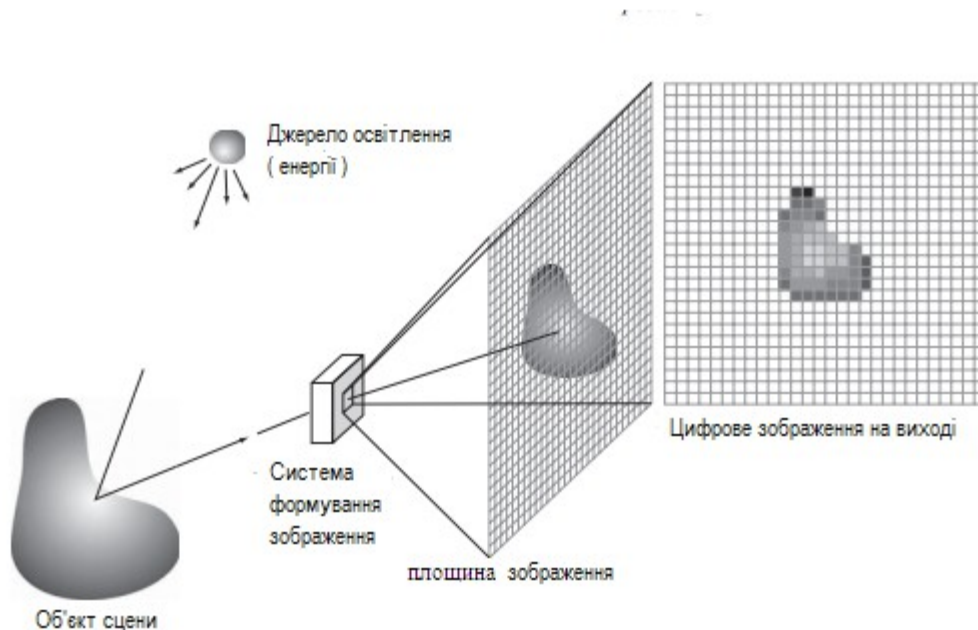 Джерело освітлення
( енергії )
Цифрове зображення на виході
Система
формування
зображення
площина зображення
Об'єкт сцени